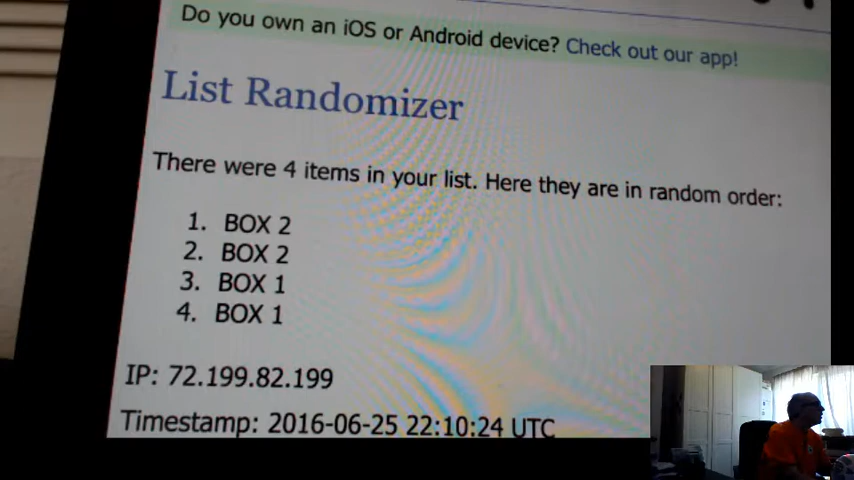 Do you own an iOS or Android device? Check out our app!
List Randomizer
There were 4 items in your list. Here they are in random order:
1. BOX 2
2. BOX 2
3. BOX 1
4. BOX 1
IP: 72.199.82.199
Timestamp: 2016-06-25 22:10:24 UTC